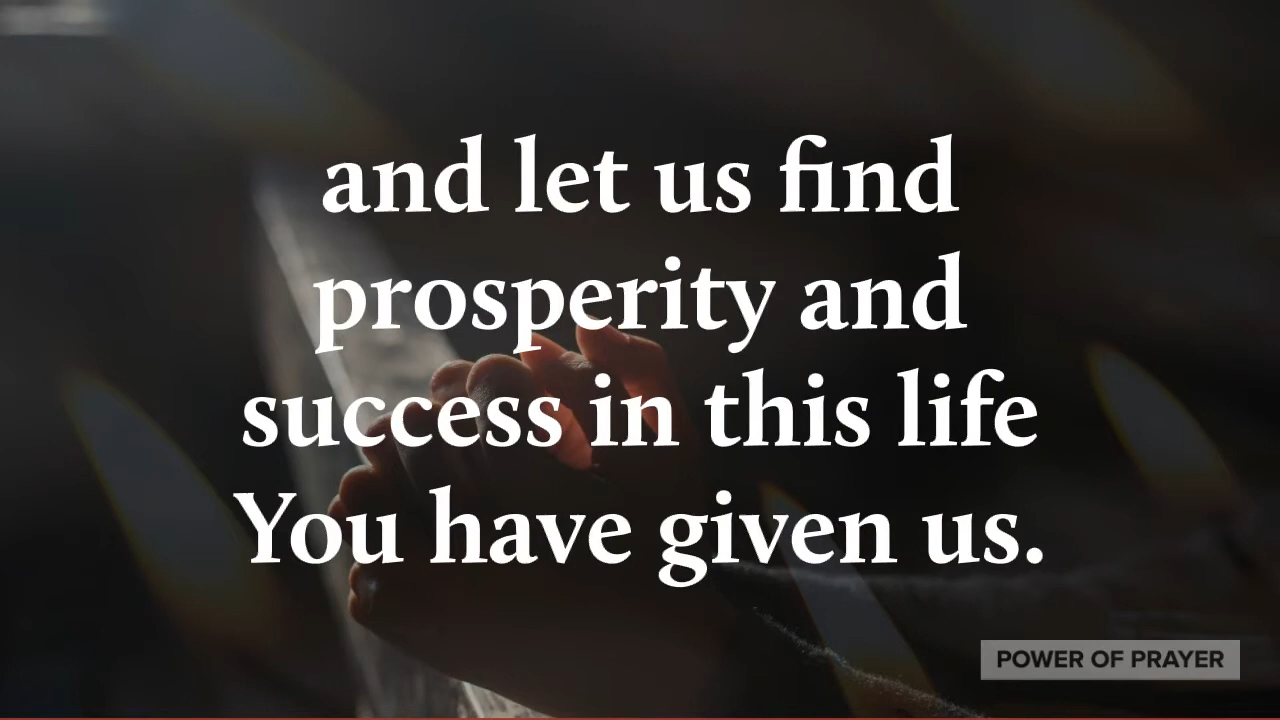 and let us find
prosperity and
success in this life
You have given us.
POWER OF PRAYER